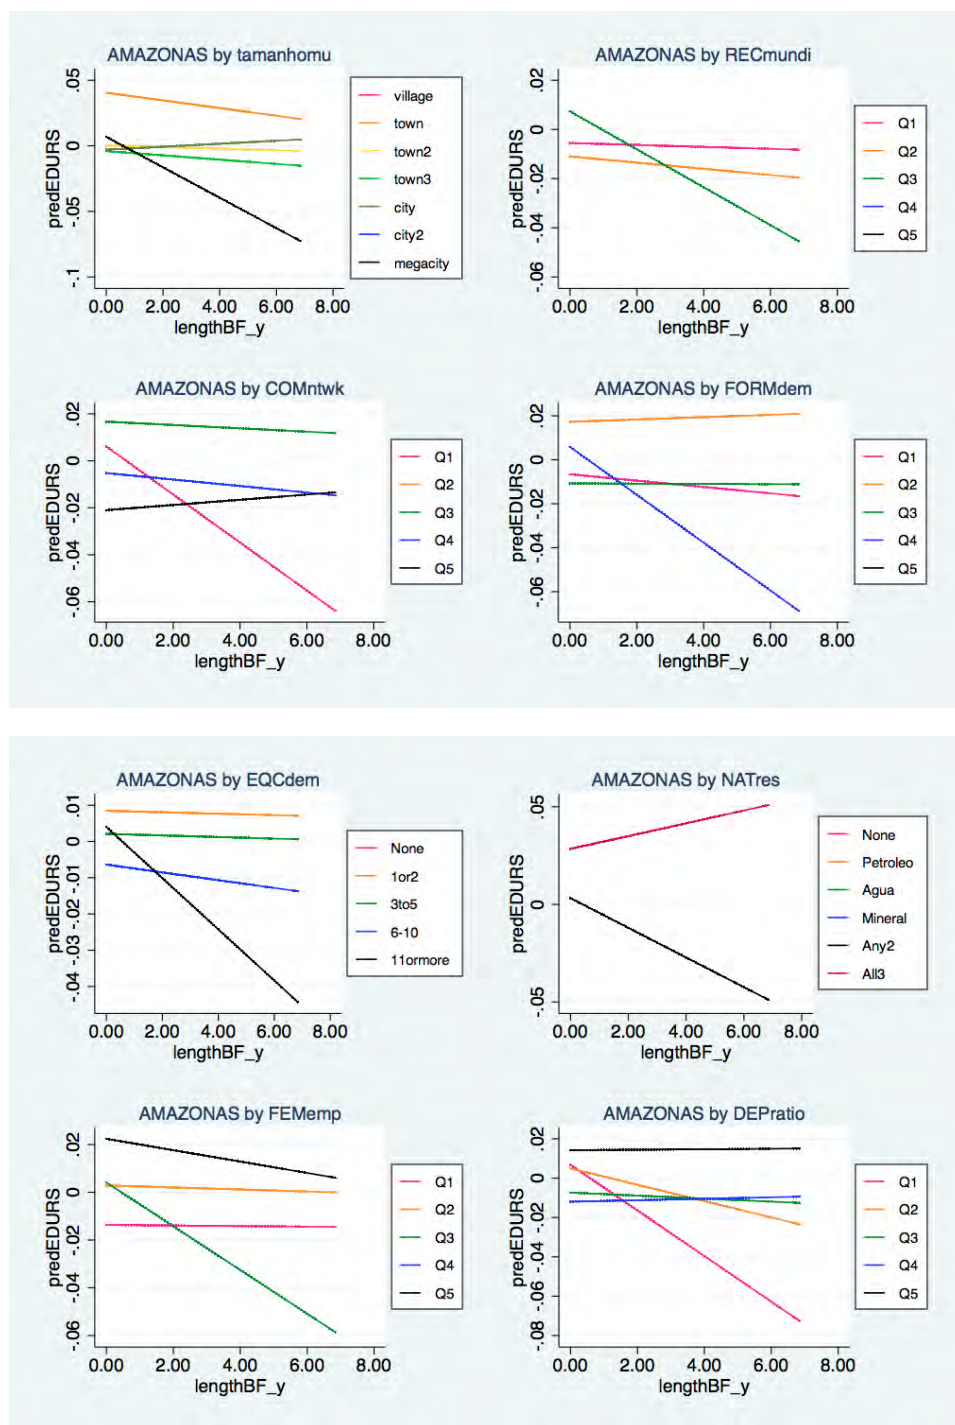 AMAZONAS by tamanhomu
predEDURS
.05
0
-.05
-.1
0.00 2.00 4.00 6.00 8.00
lengthBF_y
village
town
town2
town3
city
city2
megacity
AMAZONAS by RECmundi
predEDURS
.02
0
-.02
-.04
-.06
0.00 2.00 4.00 6.00 8.00
lengthBF_y
Q1
Q2
Q3
Q4
Q5
AMAZONAS by COMntwk
predEDURS
.02
0
-.02
-.04
-.06
0.00 2.00 4.00 6.00 8.00
lengthBF_y
Q1
Q2
Q3
Q4
Q5
AMAZONAS by FORMdem
predEDURS
.02
0
-.02
-.04
-.06
0.00 2.00 4.00 6.00 8.00
lengthBF_y
Q1
Q2
Q3
Q4
Q5
AMAZONAS by EQCdem
predEDURS
.01
0
-.01
-.02
-.03
-.04
0.00 2.00 4.00 6.00 8.00
lengthBF_y
None
1or2
3to5
6-10
11ormore
AMAZONAS by NATres
predEDURS
.05
0
-.05
0.00 2.00 4.00 6.00 8.00
lengthBF_y
None
Petroleo
Agua
Mineral
Any2
All3
AMAZONAS by FEMemp
predEDURS
.02
0
-.02
-.04
-.06
0.00 2.00 4.00 6.00 8.00
lengthBF_y
Q1
Q2
Q3
Q4
Q5
AMAZONAS by DEPratio
predEDURS
.02
0
-.02
-.04
-.06
-.08
0.00 2.00 4.00 6.00 8.00
lengthBF_y
Q1
Q2
Q3
Q4
Q5